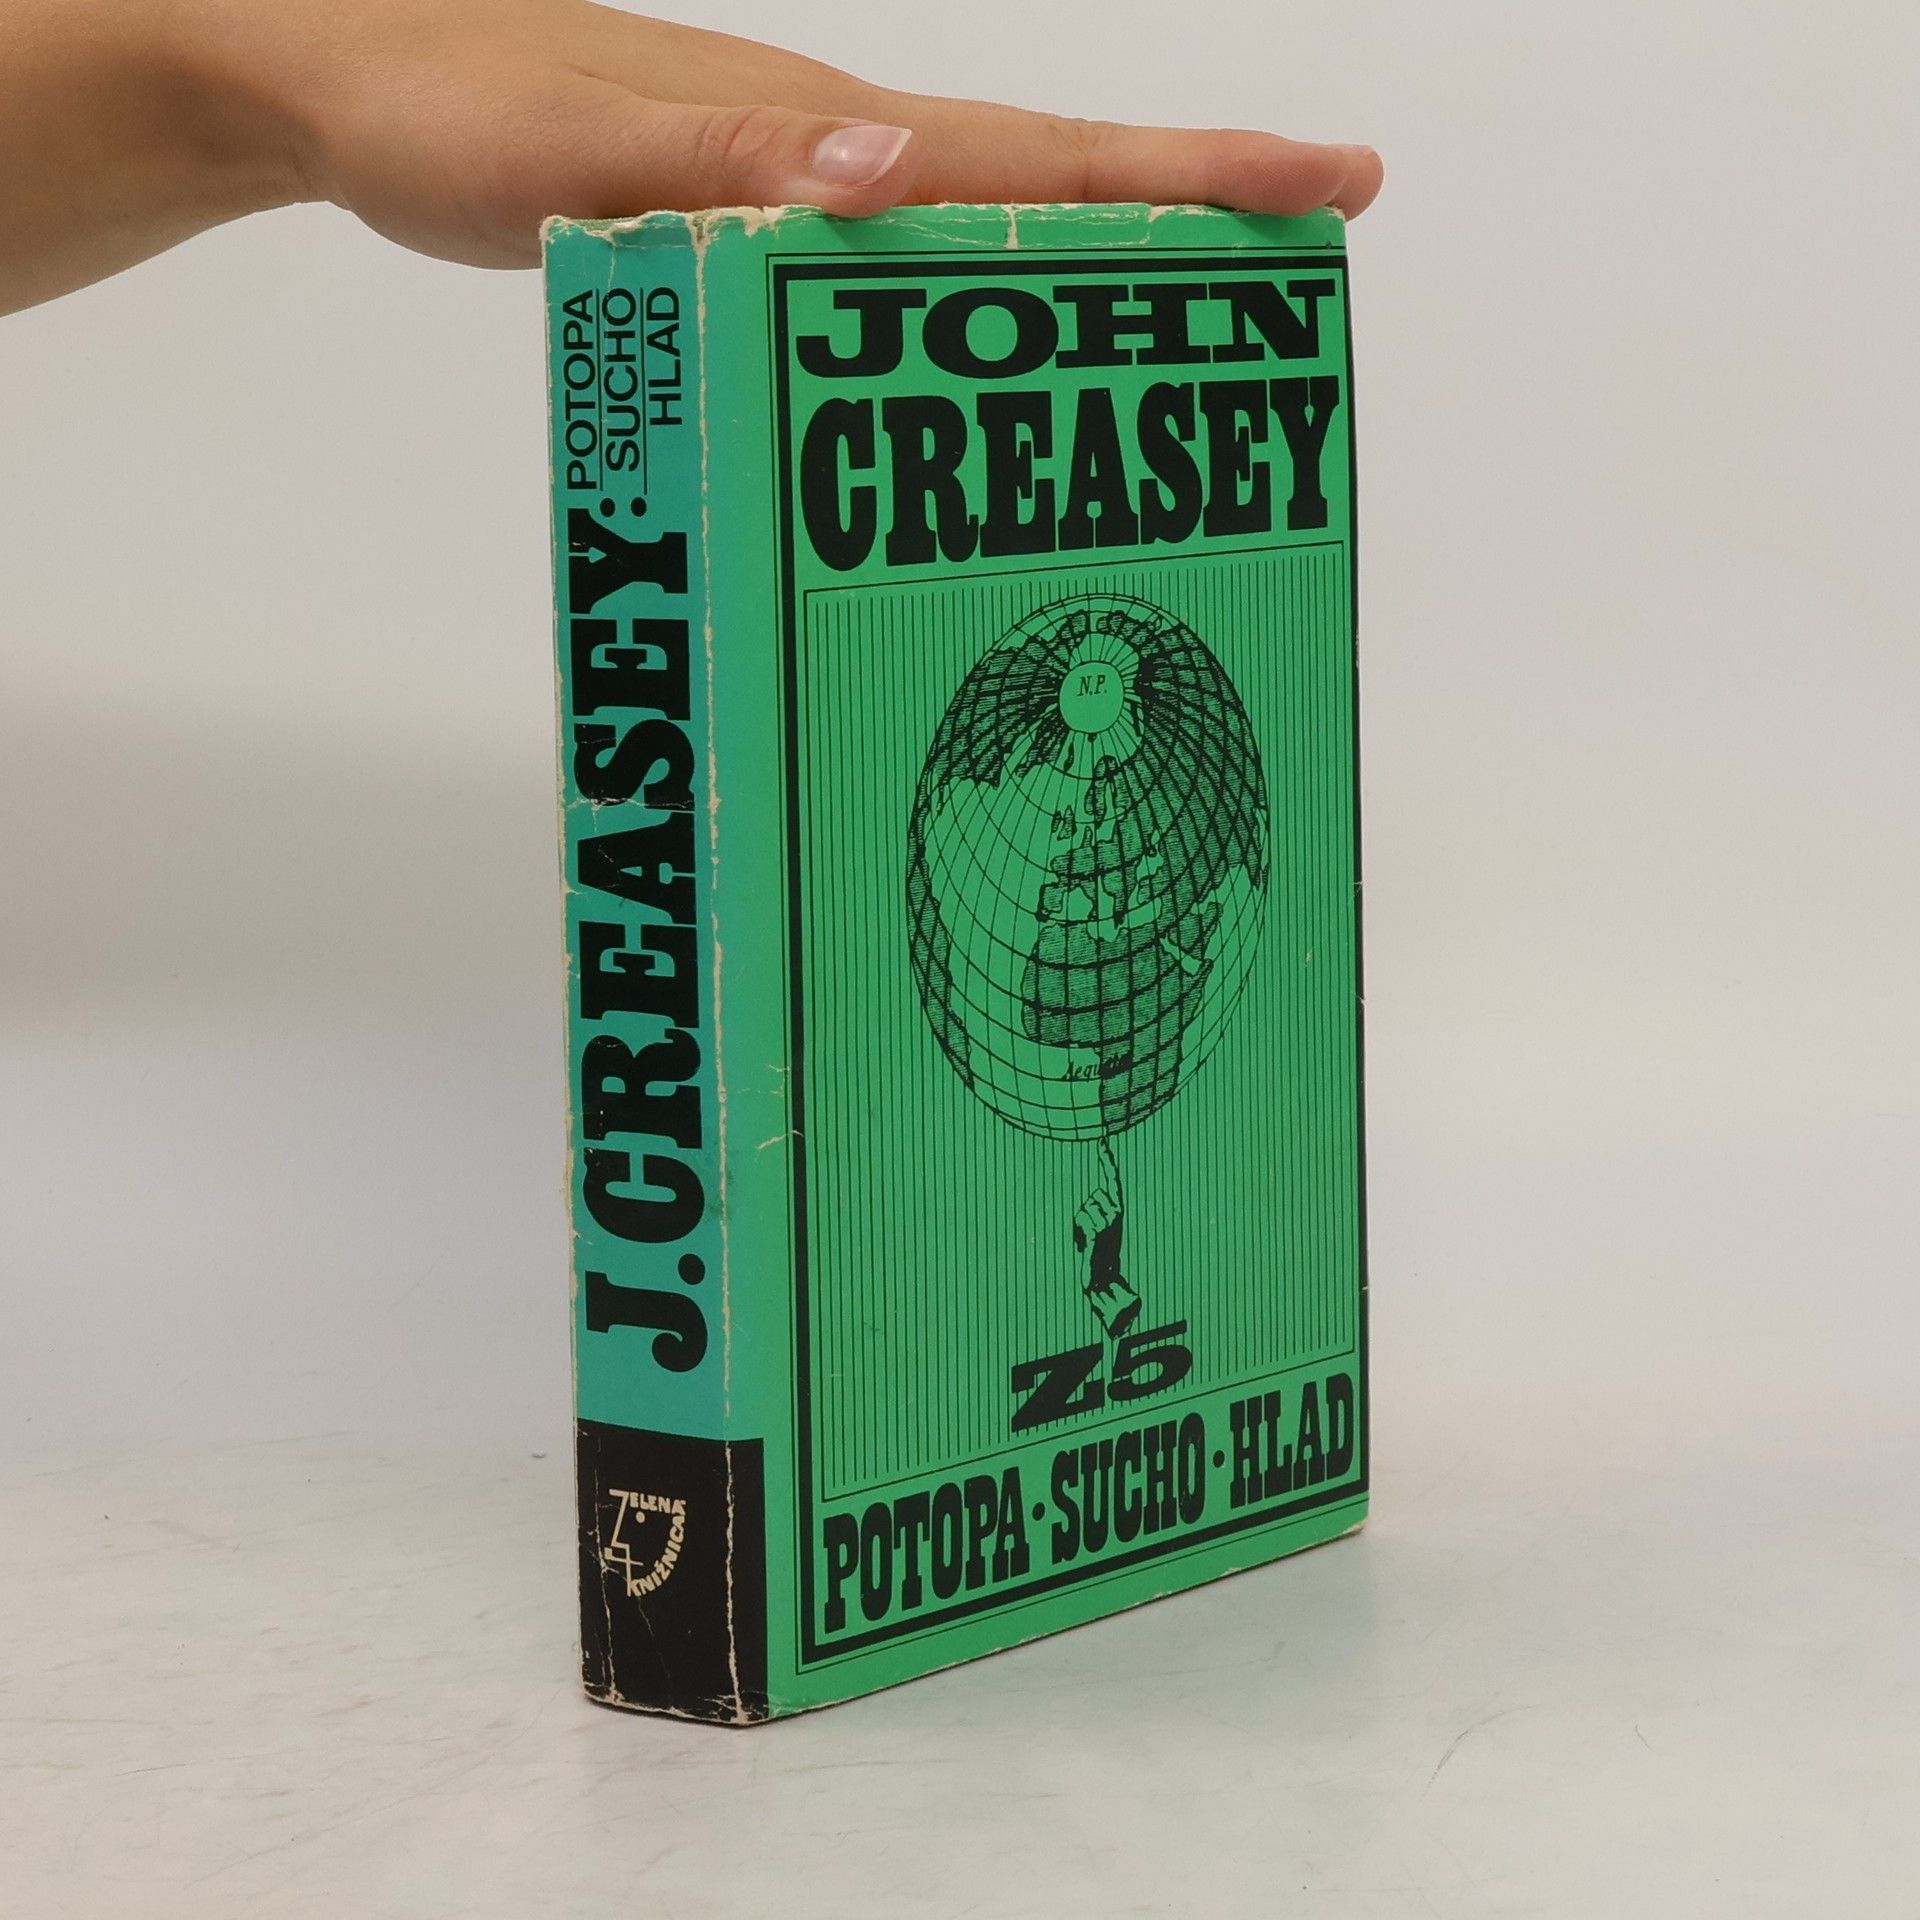 J. CREASEY:
POTOPA
SUCHO
HLAD
ZELENÁ
KNIŽNICA
JOHN
CREASEY
N.P.
Z5
POTOPA · SUCHO · HLAD